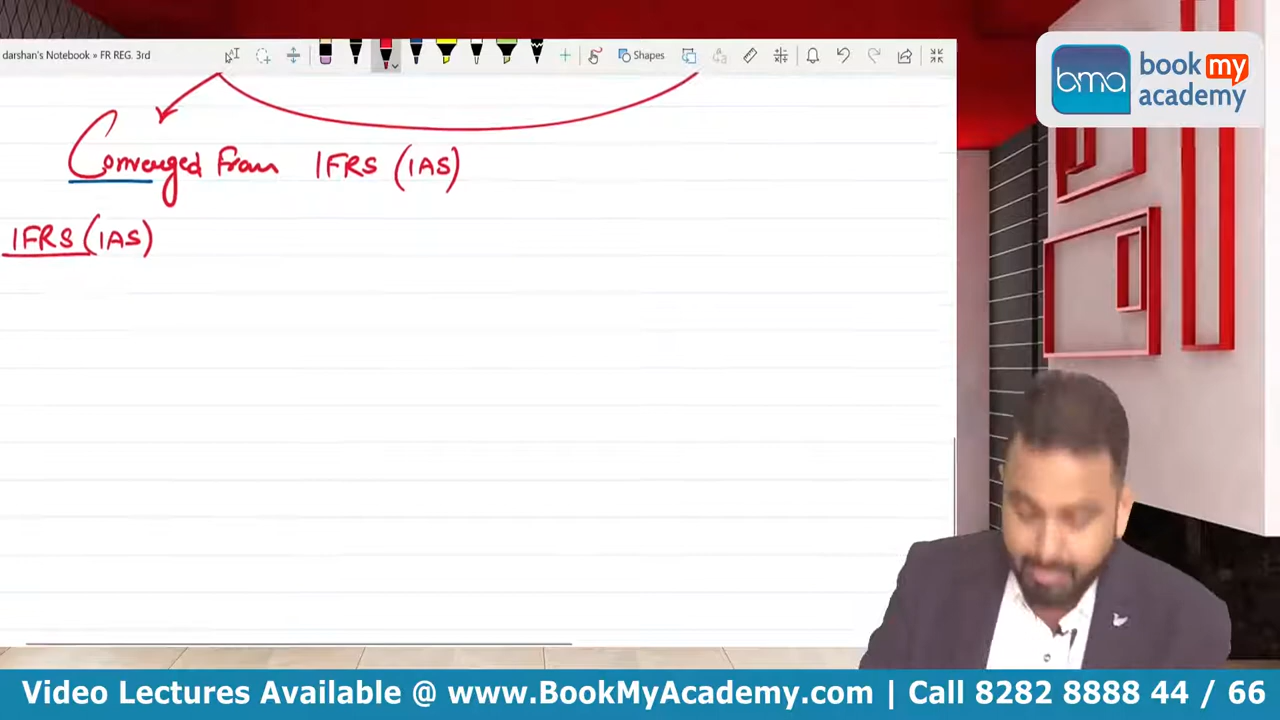 darshan's Notebook » FR REG. 3rd
Shapes
bma
book my
academy
Converged from IFRS (IAS)
IFRS (IAS)
Video Lectures Available @ www.BookMyAcademy.com | Call 8282 8888 44 / 66